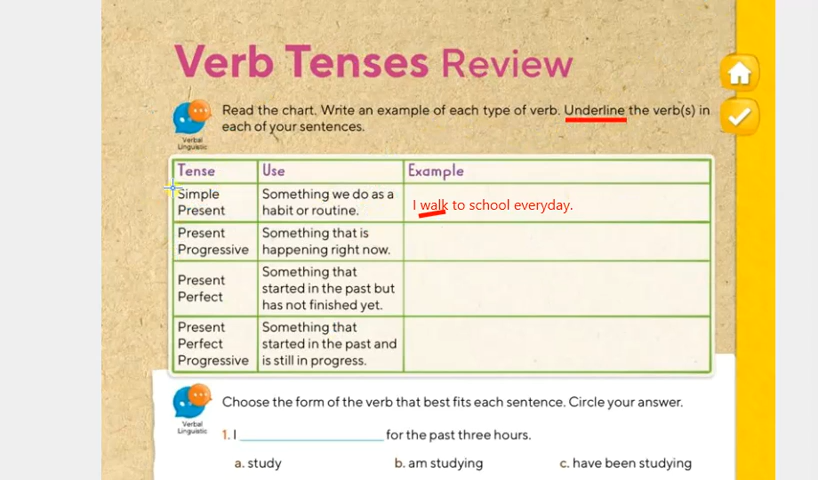 Verb Tenses Review
Read the chart. Write an example of each type of verb. Underline the verb(s) in
each of your sentences.
Verbal
Linguistic
Tense Use Example
Simple Something we do as a
Present habit or routine.
I walk to school everyday.
Present Something that is
Progressive happening right now.
Present
Perfect
Something that
started in the past but
has not finished yet.
Present Something that
Perfect started in the past and
Progressive is still in progress.
Choose the form of the verb that best fits each sentence. Circle your answer.
Verbal
Linguistic
1. I ____________________ for the past three hours.
a. study b. am studying c. have been studying